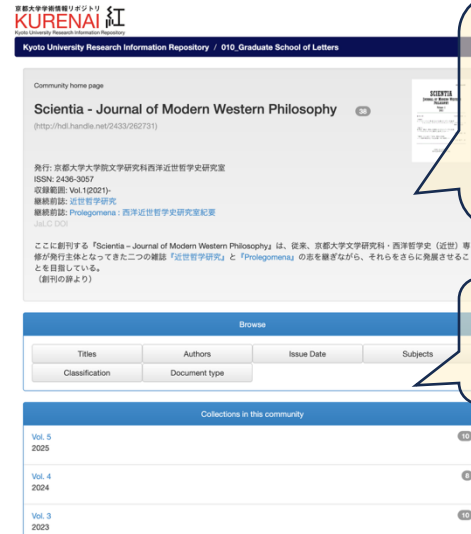 京都大学学術情報リポジトリ
KURENAI 紅
Kyoto University Research Information Repository
Kyoto University Research Information Repository / 010_Graduate School of Letters
Community home page
Scientia - Journal of Modern Western Philosophy 38
(http://hdl.handle.net/2433/262731)
SCIENTIA
発行: 京都大学大学院文学研究科西洋近世哲学史研究室
ISSN: 2436-3057
収録範囲: Vol.1(2021)-
継続前誌: 近世哲学研究
継続前誌: Prolegomena : 西洋近世哲学史研究室紀要
JaLC DOI
ここに創刊する『Scientia – Journal of Modern Western Philosophy』は、従来、京都大学文学研究科・西洋哲学史（近世）専
修が発行主体となってきた二つの雑誌『近世哲学研究』と『Prolegomena』の志を継ぎながら、それらをさらに発展させるこ
とを目指している。
（創刊の辞より）
Browse
Titles
Authors
Issue Date
Subjects
Classification
Document type
Collections in this community
Vol. 5
10
2025
Vol. 4
2024
Vol. 3
10
2023